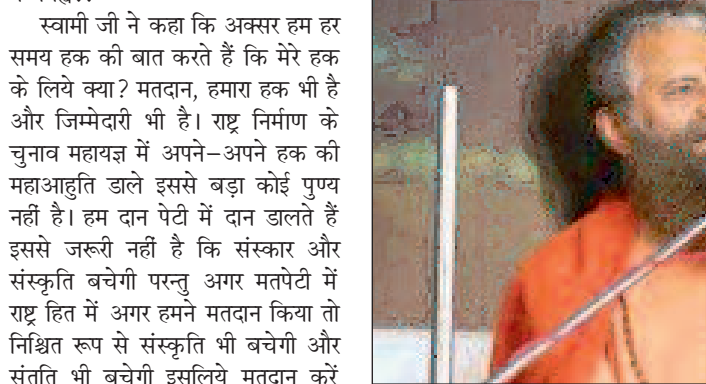 स्वामी जी ने कहा कि अक्सर हम हर
समय हक की बात करते हैं कि मेरे हक
के लिये क्या? मतदान, हमारा हक भी है
और जिम्मेदारी भी है। राष्ट्र निर्माण के
चुनाव महायज्ञ में अपने-अपने हक की
महाआहुति डाले इससे बड़ा कोई पुण्य
नहीं है। हम दान पेटी में दान डालते हैं
इससे जरूरी नहीं है कि संस्कार और
संस्कृति बचेगी परन्तु अगर मतपेटी में
राष्ट्र हित में अगर हमने मतदान किया तो
निश्चित रूप से संस्कृति भी बचेगी और
संतति भी बचेगी इसलिये मतदान करें